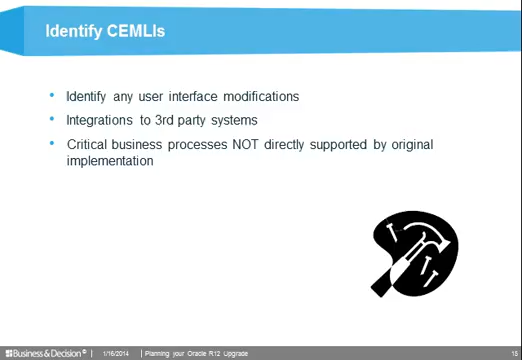 Identify CEMLIs
• Identify any user interface modifications
• Integrations to 3rd party systems
• Critical business processes NOT directly supported by original
implementation
Business & Decision® | 1/16/2014 | Planning your Oracle R12 Upgrade 15